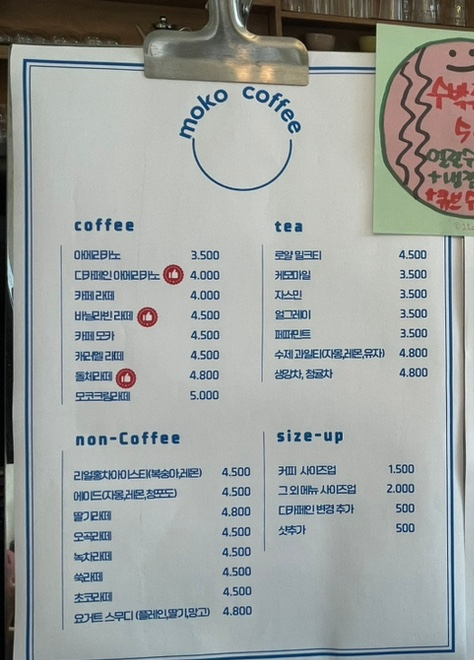 moko coffee
coffee
아메리카노 3.500
디카페인 아메리카노 4.000
카페 라떼 4.000
바닐라빈 라떼 4.500
카페 모카 4.500
카라멜 라떼 4.500
돌체라떼 4.800
모코크림라떼 5.000
tea
로얄 밀크티 4.500
케모마일 3.500
자스민 3.500
얼그레이 3.500
페퍼민트 3.500
수제 과일티(자몽,레몬,유자) 4.800
생강차, 청귤차 4.800
non-Coffee
리얼홍차아이스티(복숭아,레몬) 4.500
에이드(자몽,레몬,청포도) 4.500
딸기라떼 4.800
오곡라떼 4.500
녹차라떼 4.500
쑥라떼 4.500
초코라떼 4.500
요거트 스무디 (플레인,딸기,망고) 4.800
size-up
커피 사이즈업 1.500
그 외 메뉴 사이즈업 2.000
디카페인 변경 추가 500
샷추가 500
수박